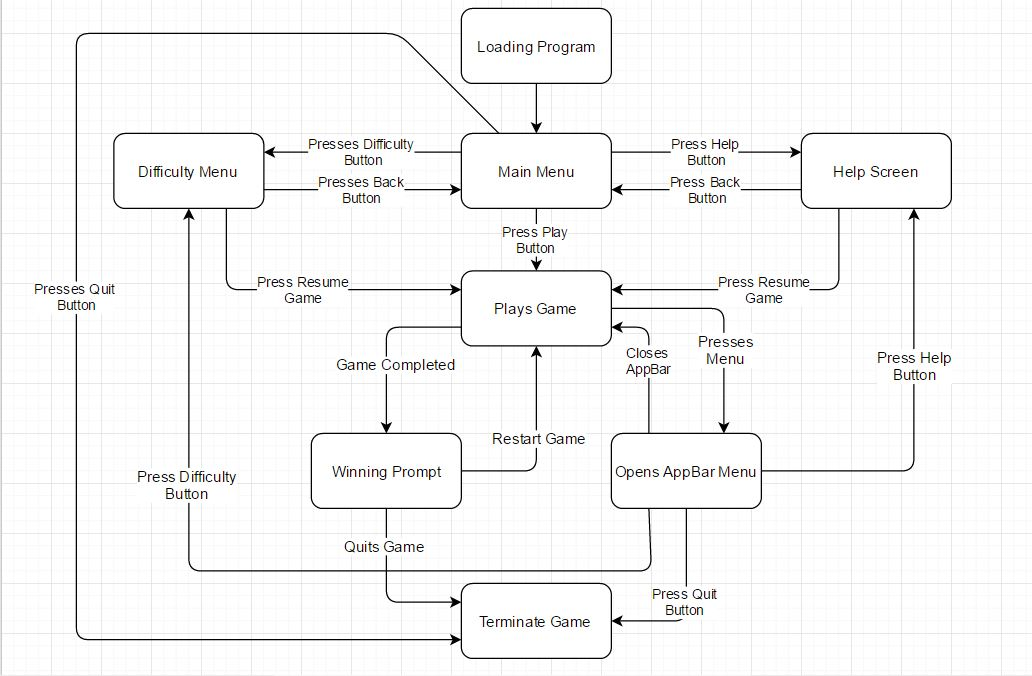 Loading Program
Presses Difficulty
Button
Press Help
Button
Difficulty Menu
Main Menu
Help Screen
Presses Back
Button
Press Back
Button
Press Play
Button
Presses Quit
Button
Press Resume
Game
Plays Game
Press Resume
Game
Game Completed
Closes
AppBar
Presses
Menu
Press Help
Button
Restart Game
Press Difficulty
Button
Winning Prompt
Opens AppBar Menu
Quits Game
Press Quit
Button
Terminate Game